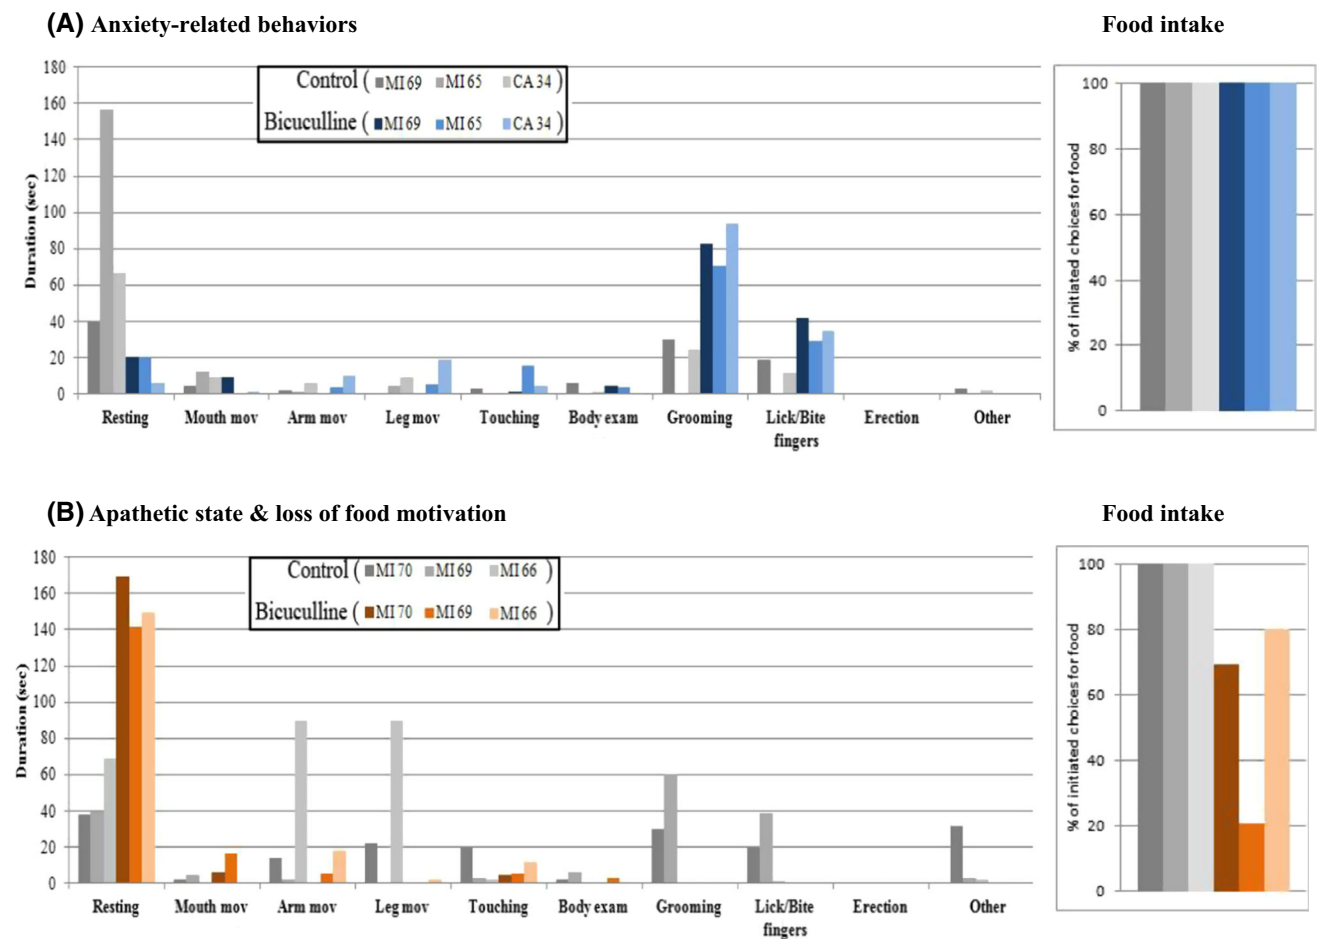 (A) Anxiety-related behaviors
Food intake
180
160
140
120
100
80
60
40
20
0
Duration (sec)
Control ( MI 69 MI 65 CA 34 )
Bicuculline ( MI 69 MI 65 CA 34 )
Resting Mouth mov Arm mov Leg mov Touching Body exam Grooming Lick/Bite fingers Erection Other
100
80
60
40
20
0
% of initiated choices for food
(B) Apathetic state & loss of food motivation
Food intake
180
160
140
120
100
80
60
40
20
0
Duration (sec)
Control ( MI 70 MI 69 MI 66 )
Bicuculline ( MI 70 MI 69 MI 66 )
Resting Mouth mov Arm mov Leg mov Touching Body exam Grooming Lick/Bite fingers Erection Other
100
80
60
40
20
0
% of initiated choices for food